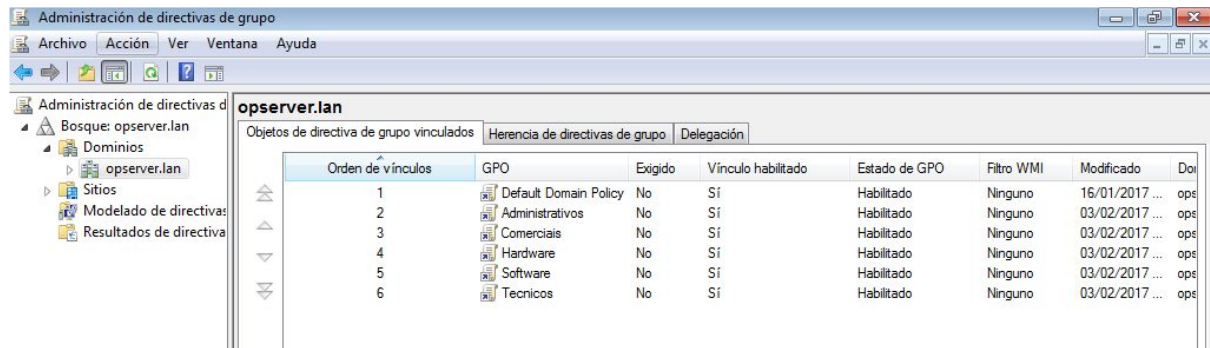 Administración de directivas de grupo
Archivo Acción Ver Ventana Ayuda
Administración de directivas d
Bosque: opserver.lan
Dominios
opserver.lan
Sitios
Modelado de directivas
Resultados de directiva
opserver.lan
Objetos de directiva de grupo vinculados Herencia de directivas de grupo Delegación
Orden de vínculos GPO Exigido Vínculo habilitado Estado de GPO Filtro WMI Modificado Dor
1 Default Domain Policy No Sí Habilitado Ninguno 16/01/2017 ... ops
2 Administrativos No Sí Habilitado Ninguno 03/02/2017 ... ops
3 Comerciais No Sí Habilitado Ninguno 03/02/2017 ... ops
4 Hardware No Sí Habilitado Ninguno 03/02/2017 ... ops
5 Software No Sí Habilitado Ninguno 03/02/2017 ... ops
6 Tecnicos No Sí Habilitado Ninguno 03/02/2017 ... ops